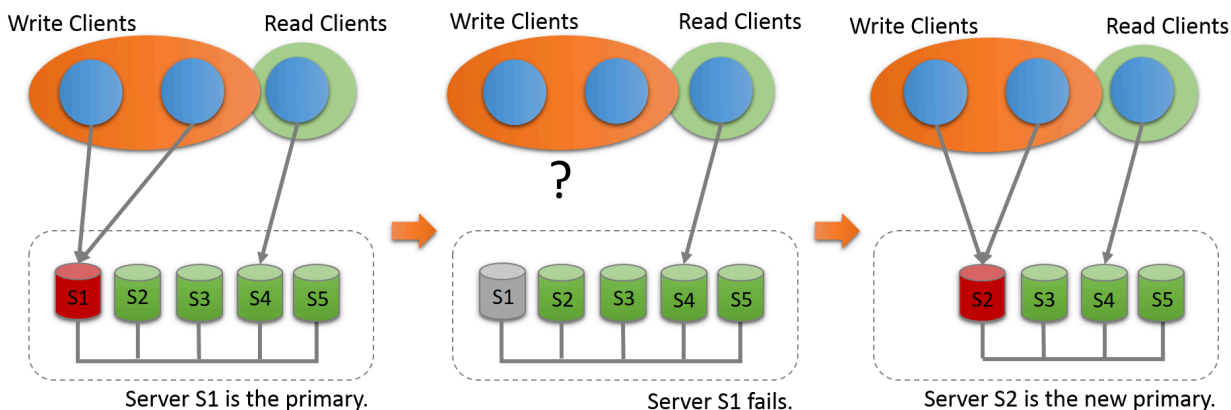 Write Clients
Read Clients
S1
S2
S3
S4
S5
Server S1 is the primary.
Write Clients
Read Clients
?
S1
S2
S3
S4
S5
Server S1 fails.
Write Clients
Read Clients
S2
S3
S4
S5
Server S2 is the new primary.